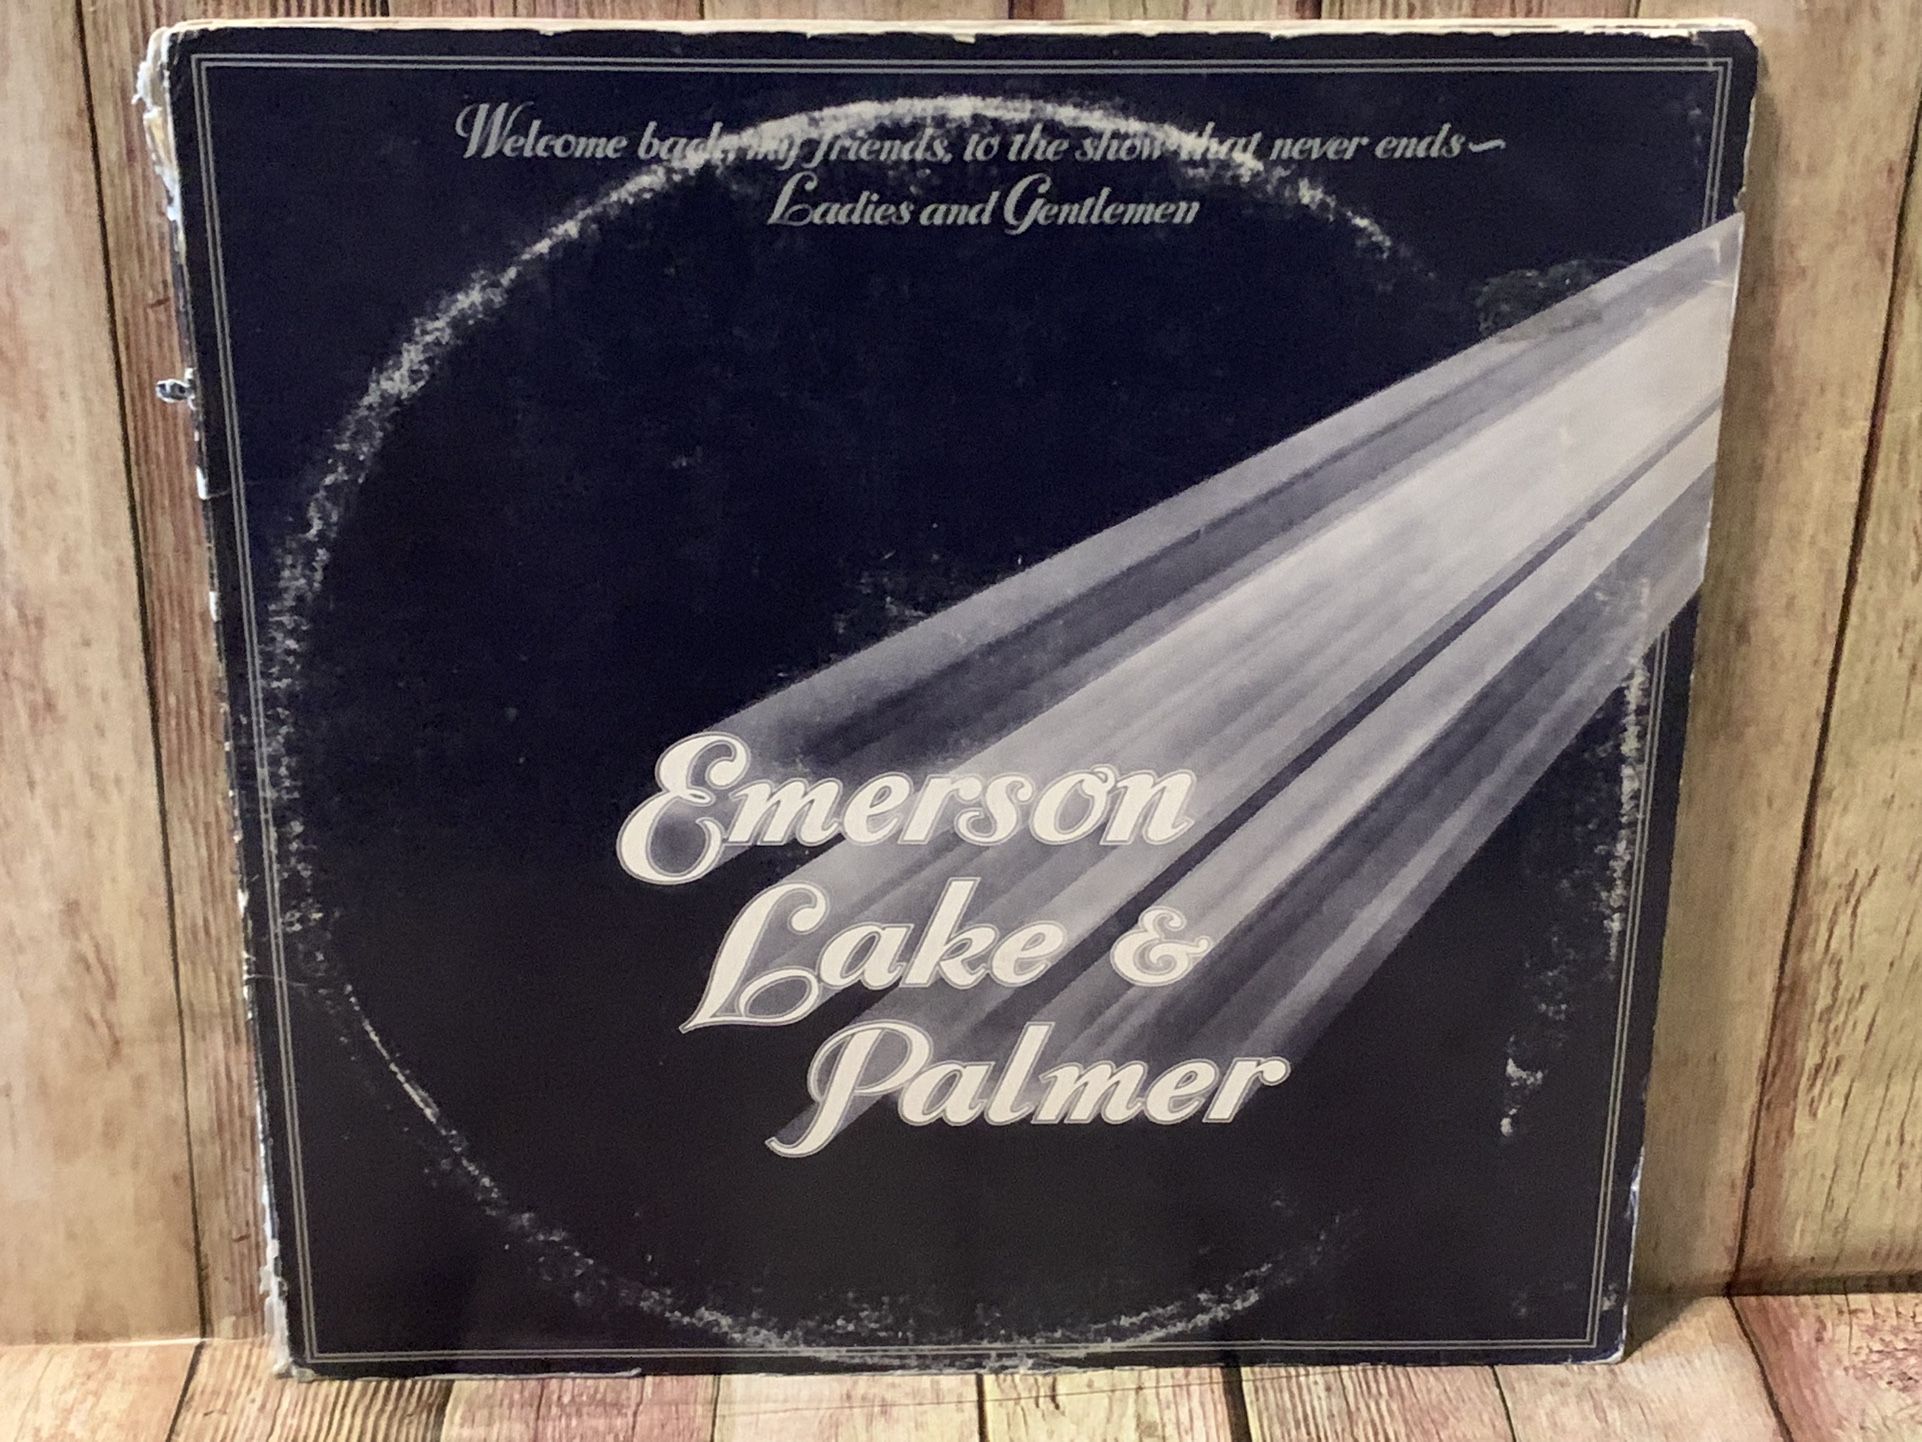 Welcome back, my friends, to the show that never ends~
Ladies and Gentlemen
Emerson
Lake &
Palmer